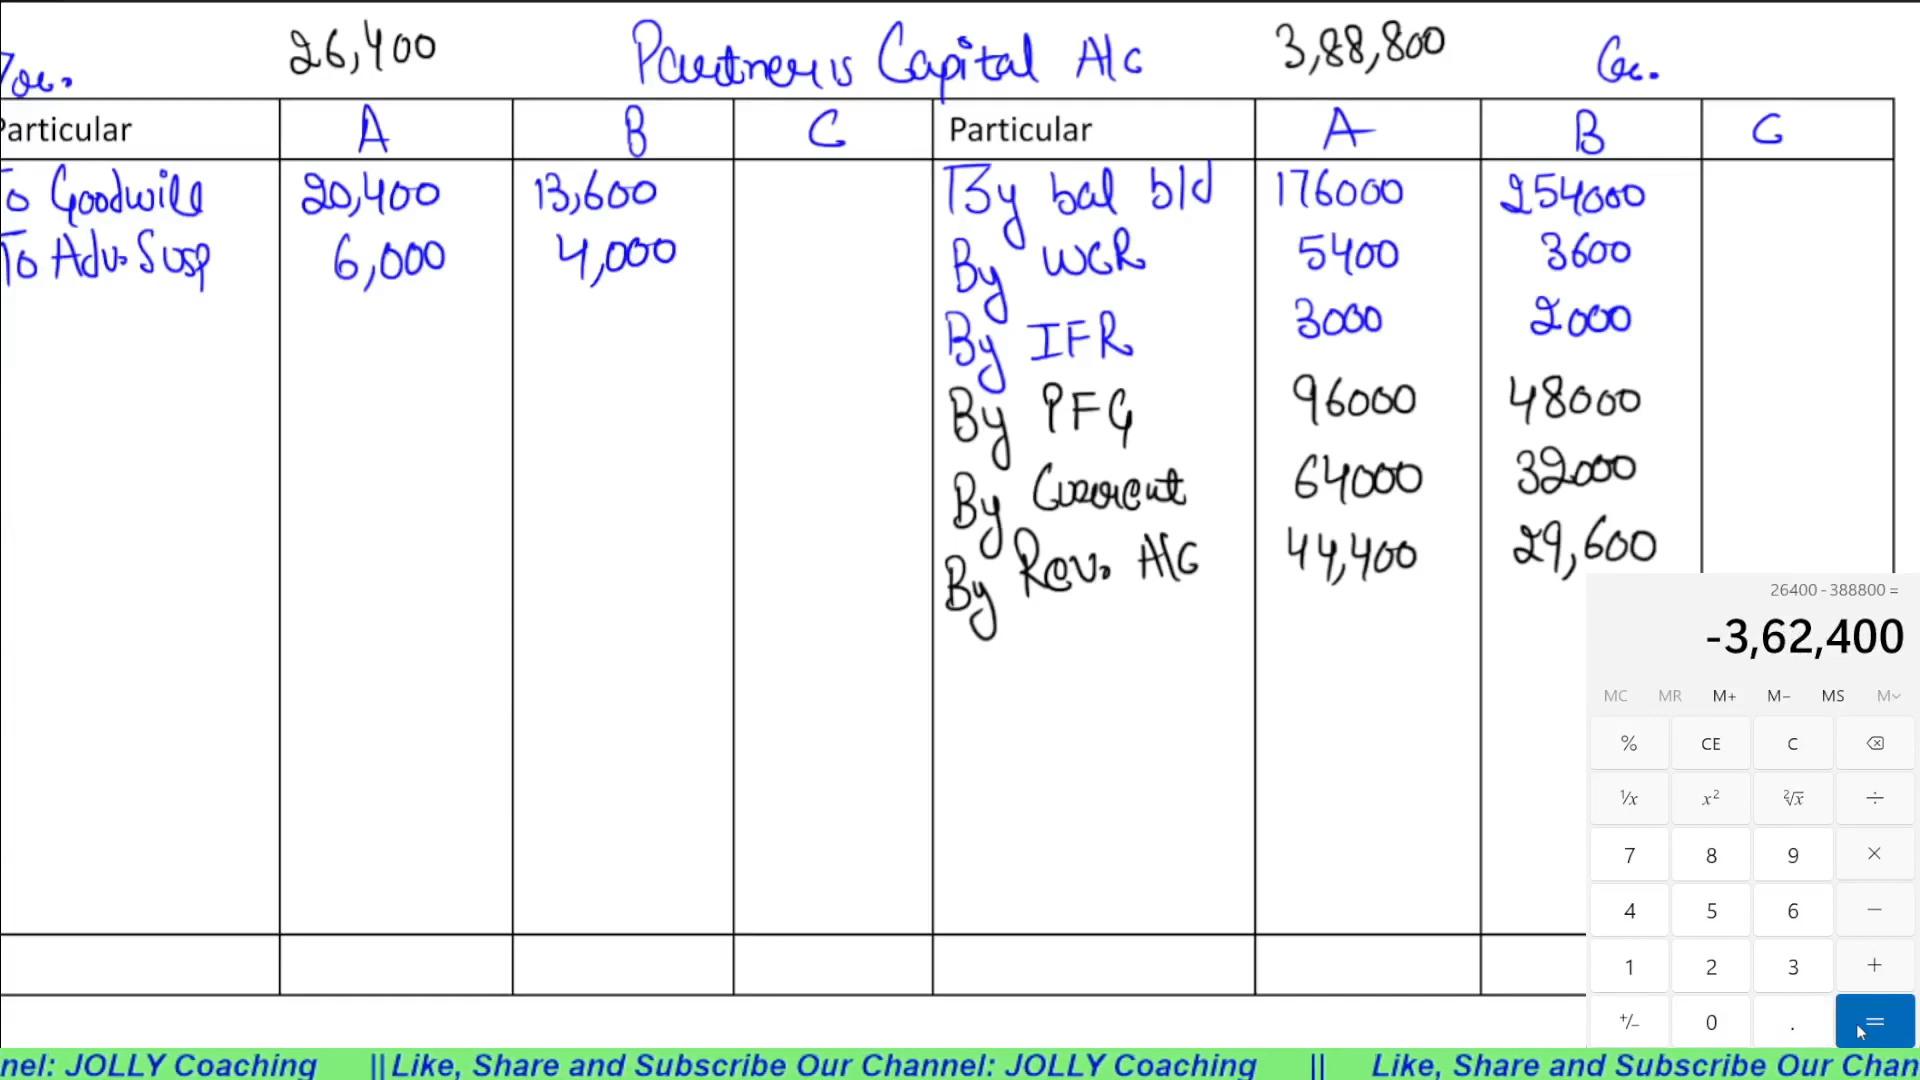 26,400 Partners Capital A/c 3,88,800 Cr.
Particular A B C Particular A B C
To Goodwill 20,400 13,600 By bal b/d 176000 254000
To Adv. Susp 6,000 4,000 By WCR 5400 3600
By IFR 3000 2000
By PFG 96000 48000
By Current 64000 32000
By Rev. A/C 44,400 29,600
26400 - 388800 =
-3,62,400
MC MR M+ M- MS M
% CE C
¹/x x² ²√x ÷
7 8 9 ×
4 5 6 −
1 2 3 +
+/− 0 . =
nel: JOLLY Coaching || Like, Share and Subscribe Our Channel: JOLLY Coaching || Like, Share and Subscribe Our Chan